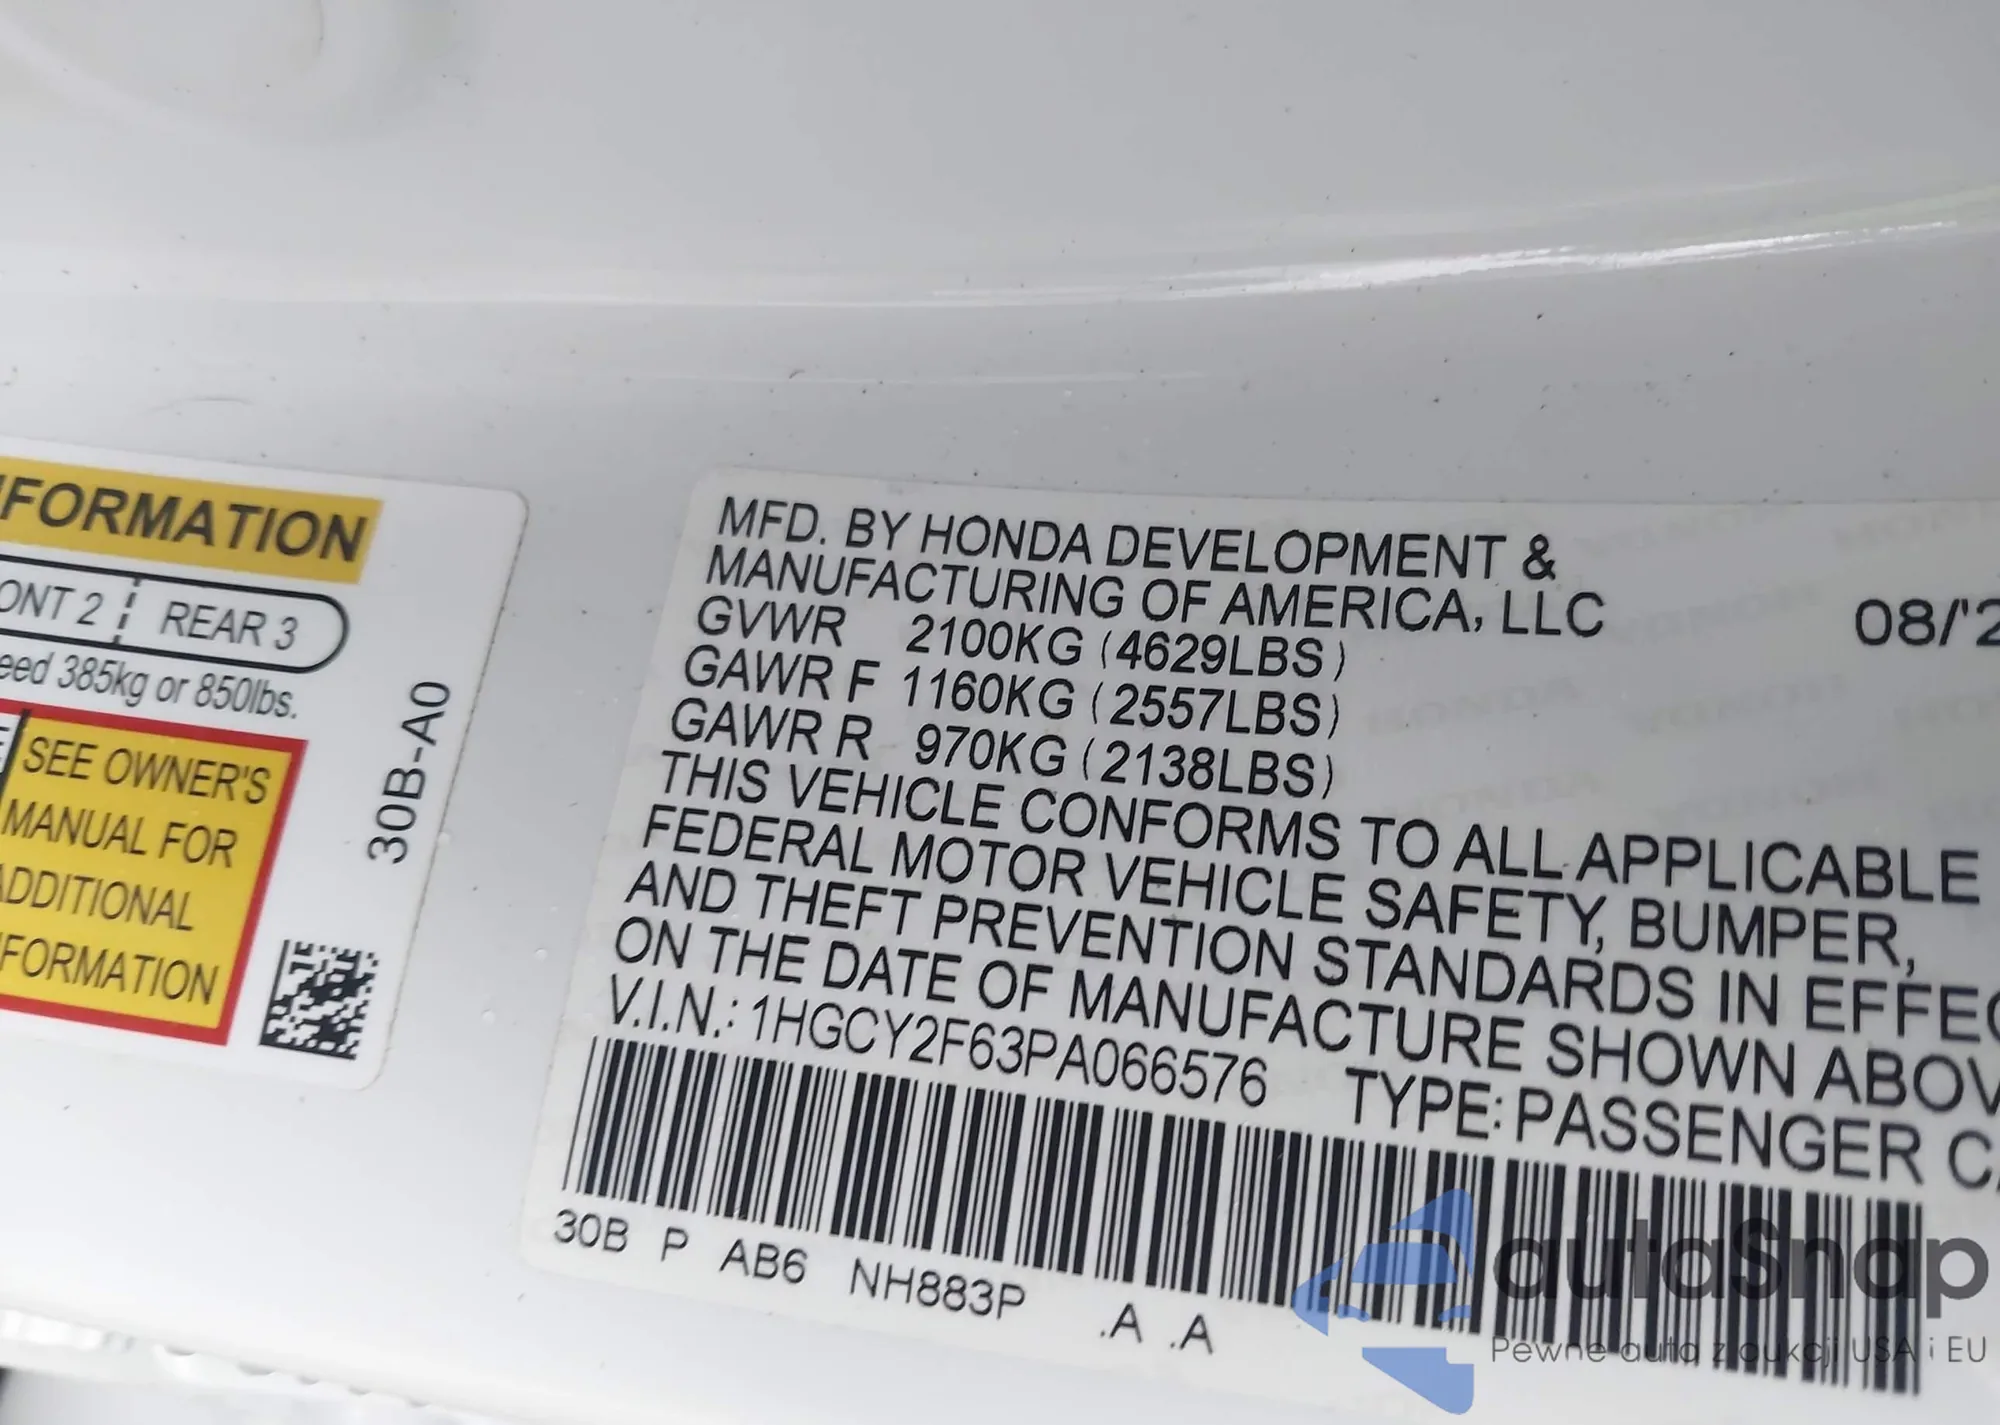 NFORMATION
ONT 2 REAR 3
eed 385kg or 850lbs.
SEE OWNER'S
MANUAL FOR
ADDITIONAL
FORMATION
30B-A0
MFD. BY HONDA DEVELOPMENT &
MANUFACTURING OF AMERICA, LLC
08/'2
GVWR 2100KG (4629LBS)
GAWR F 1160KG (2557LBS)
GAWR R 970KG (2138LBS)
THIS VEHICLE CONFORMS TO ALL APPLICABLE
FEDERAL MOTOR VEHICLE SAFETY, BUMPER,
AND THEFT PREVENTION STANDARDS IN EFFEC
ON THE DATE OF MANUFACTURE SHOWN ABOV
V.I.N.: 1HGCY2F63PA066576 TYPE: PASSENGER CA
30B P AB6 NH883P .A .A
autoSnap
Pewne auta z aukcji USA i EU